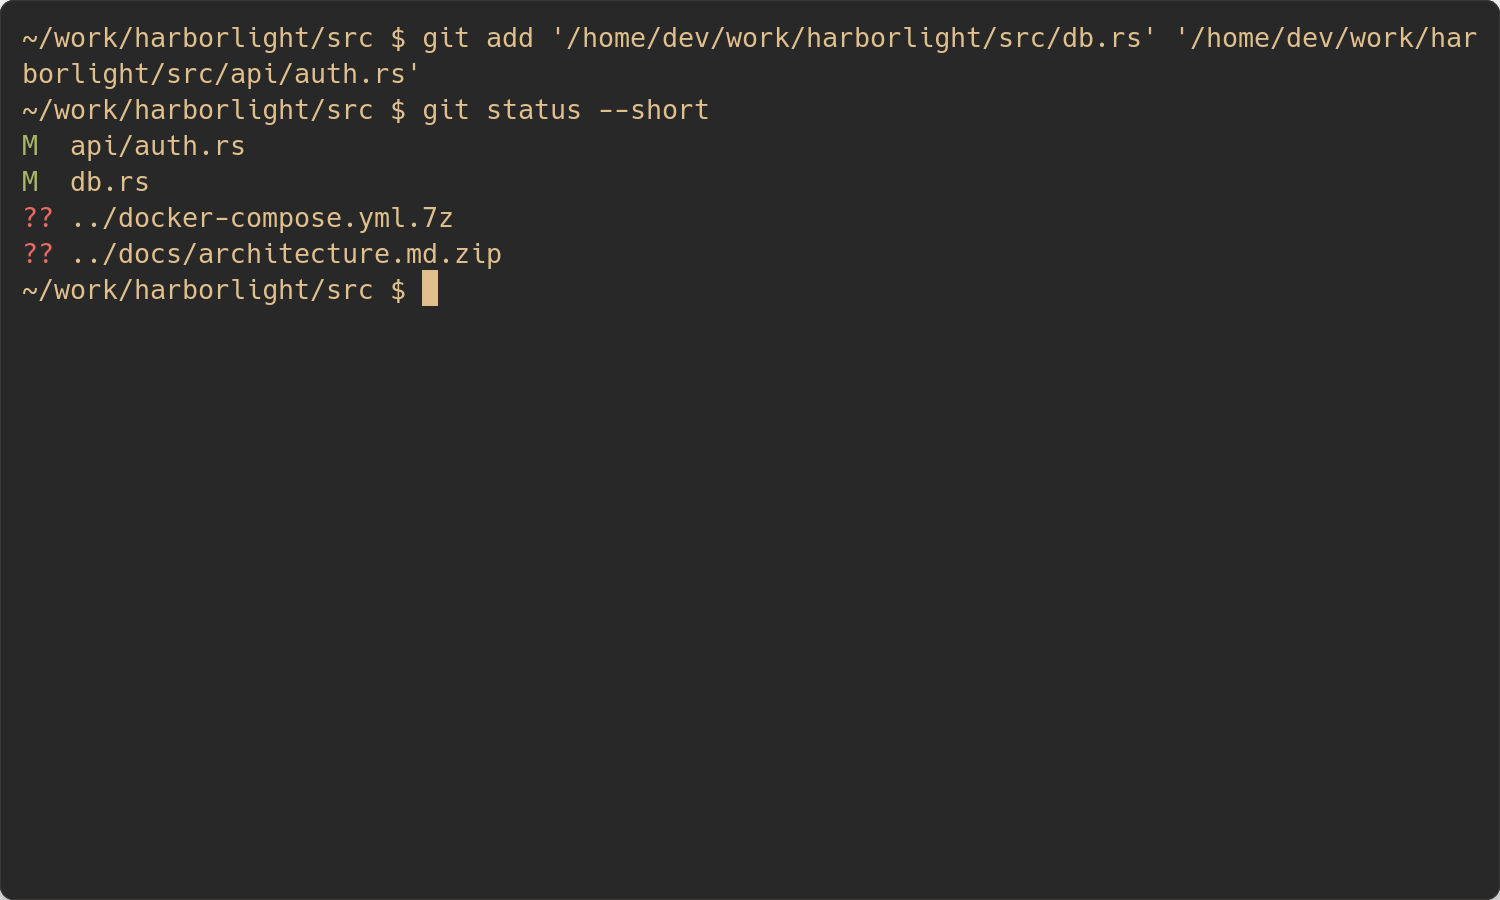 ~/work/harborlight/src $ git add '/home/dev/work/harborlight/src/db.rs' '/home/dev/work/har
borlight/src/api/auth.rs'
~/work/harborlight/src $ git status --short
M  api/auth.rs
M  db.rs
?? ../docker-compose.yml.7z
?? ../docs/architecture.md.zip
~/work/harborlight/src $